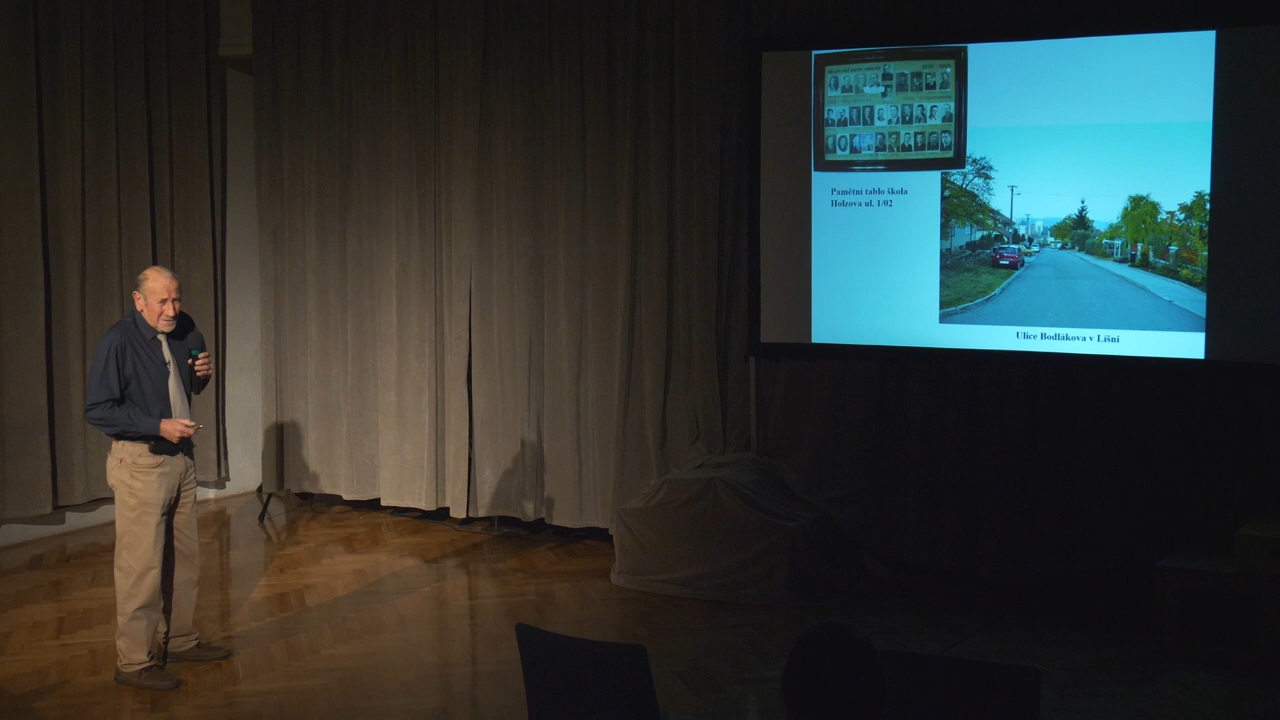 Pamětní tablo škola
Holzova ul. 1/02
Ulice Bodlákova v Líšni